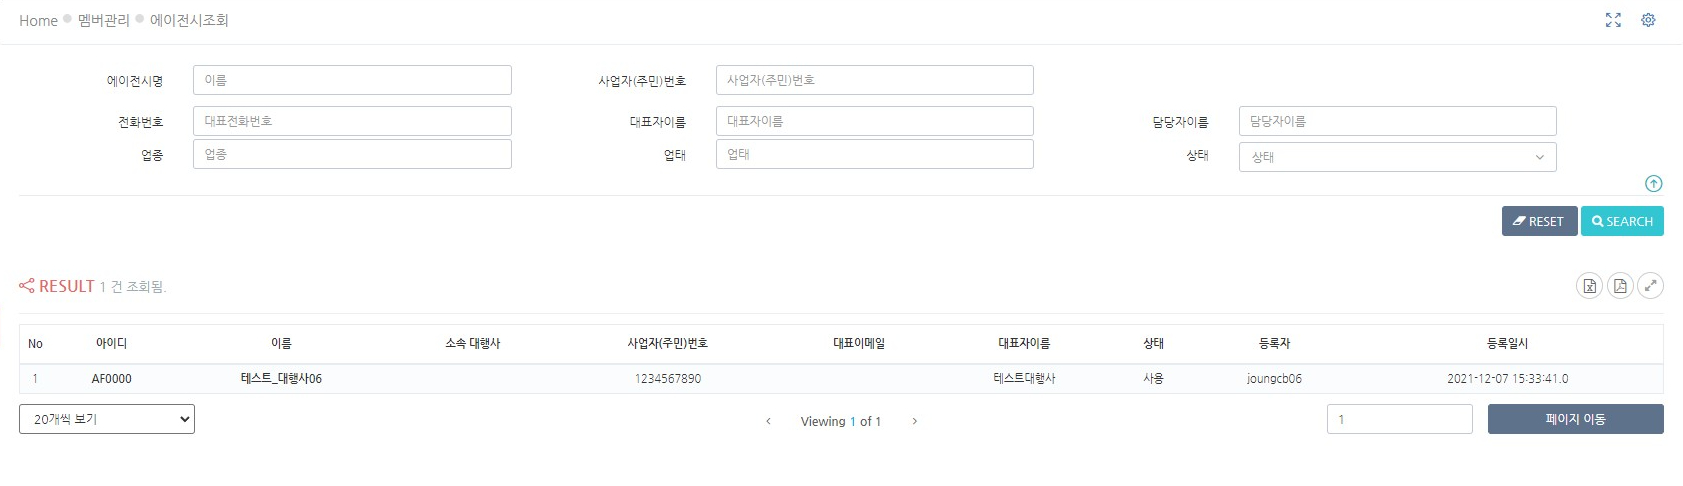 Home 멤버관리 에이전시조회
에이전시명 이름 사업자(주민)번호 사업자(주민)번호
전화번호 대표전화번호 대표자이름 대표자이름 담당자이름 담당자이름
업종 업종 업태 업태 상태 상태
RESET SEARCH
RESULT 1 건 조회됨.
No 아이디 이름 소속 대행사 사업자(주민)번호 대표이메일 대표자이름 상태 등록자 등록일시
1 AF0000 테스트_대행사06 1234567890 테스트대행사 사용 joungcb06 2021-12-07 15:33:41.0
20개씩 보기 Viewing 1 of 1 1 페이지 이동